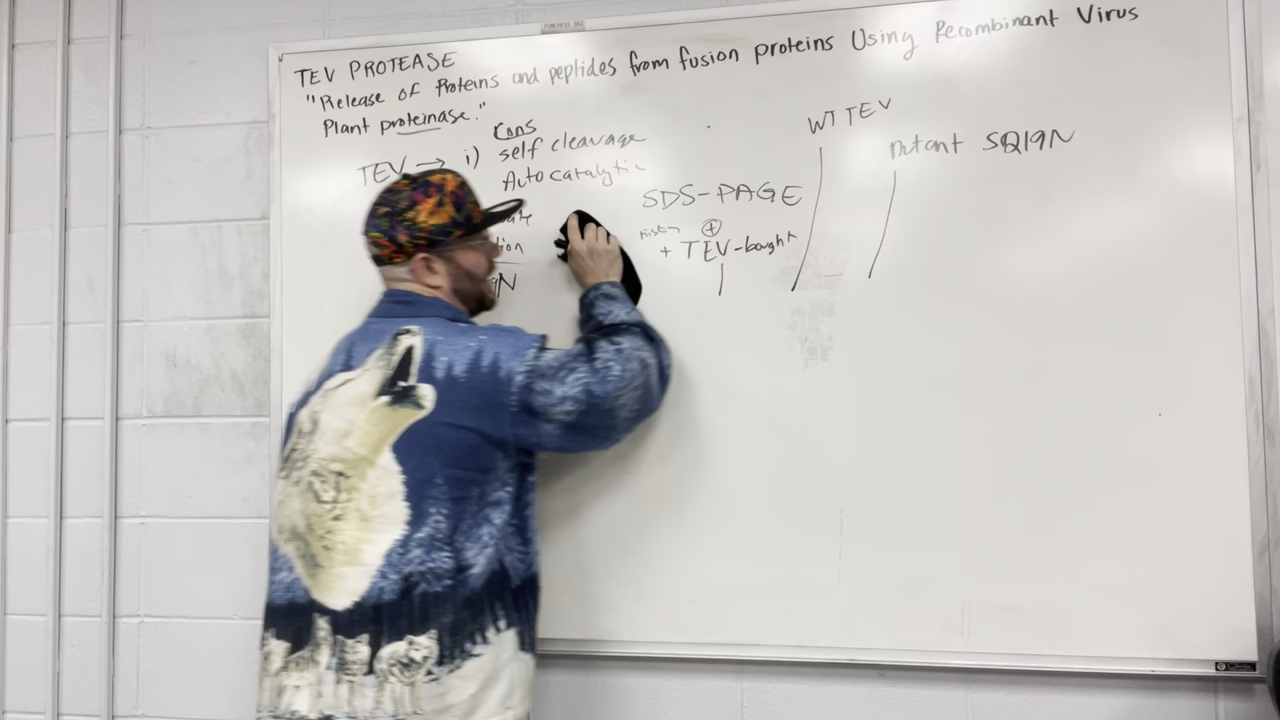 TEV PROTEASE
"Release of Proteins and peptides from fusion proteins Using Recombinant Virus
Plant proteinase."
Cons
TEV → i) self cleavage
Autocatalytic
SDS-PAGE
+
+ TEV-bought
WT TEV
mutant SQ19N